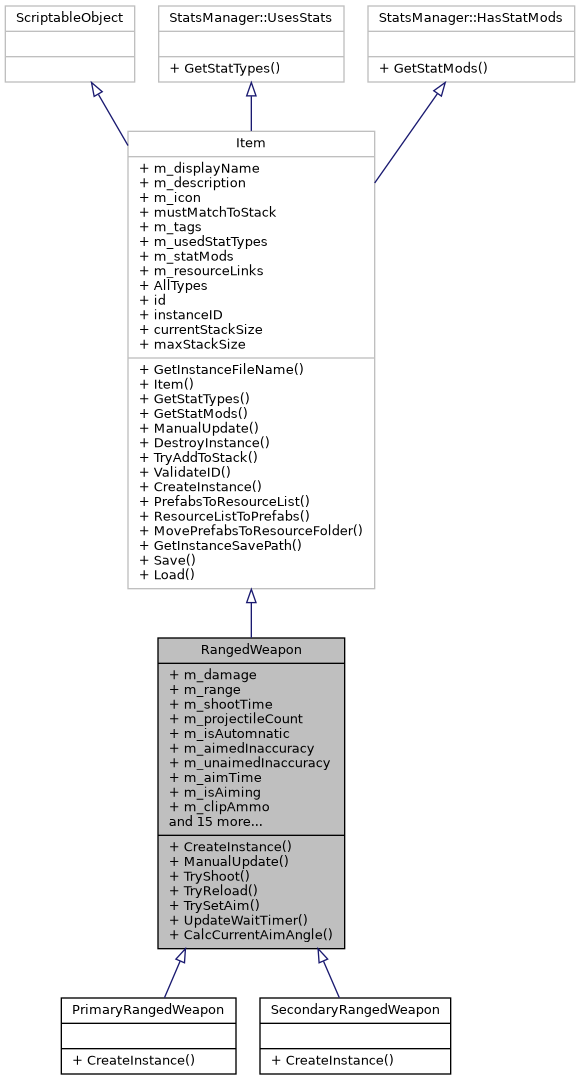 ScriptableObject
StatsManager::UsesStats
+ GetStatTypes()
StatsManager::HasStatMods
+ GetStatMods()
Item
+ m_displayName
+ m_description
+ m_icon
+ mustMatchToStack
+ m_tags
+ m_usedStatTypes
+ m_statMods
+ m_resourceLinks
+ AllTypes
+ id
+ instanceID
+ currentStackSize
+ maxStackSize
+ GetInstanceFileName()
+ Item()
+ GetStatTypes()
+ GetStatMods()
+ ManualUpdate()
+ DestroyInstance()
+ TryAddToStack()
+ ValidateID()
+ CreateInstance()
+ PrefabsToResourceList()
+ ResourceListToPrefabs()
+ MovePrefabsToResourceFolder()
+ GetInstanceSavePath()
+ Save()
+ Load()
RangedWeapon
+ m_damage
+ m_range
+ m_shootTime
+ m_projectileCount
+ m_isAutomnatic
+ m_aimedInaccuracy
+ m_unaimedInaccuracy
+ m_aimTime
+ m_isAiming
+ m_clipAmmo
and 15 more...
+ CreateInstance()
+ ManualUpdate()
+ TryShoot()
+ TryReload()
+ TrySetAim()
+ UpdateWaitTimer()
+ CalcCurrentAimAngle()
PrimaryRangedWeapon
+ CreateInstance()
SecondaryRangedWeapon
+ CreateInstance()